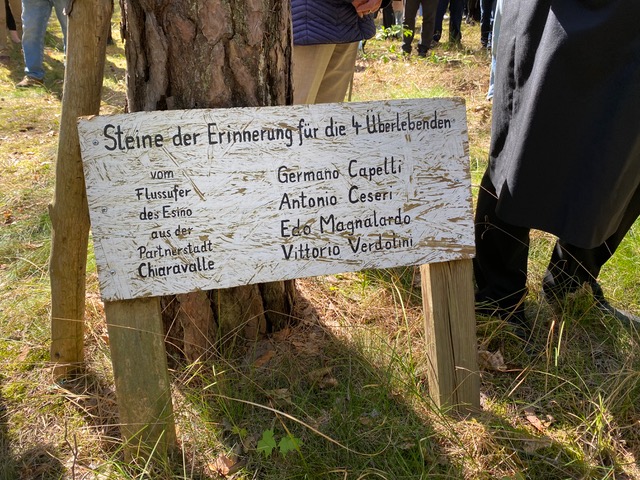 Steine der Erinnerung für die 4 Überlebenden
vom
Flussufer
des Esino
aus der
Partnerstadt
Chiaravalle
Germano Capelli
Antonio Ceseri
Edo Magnalardo
Vittorio Verdolini